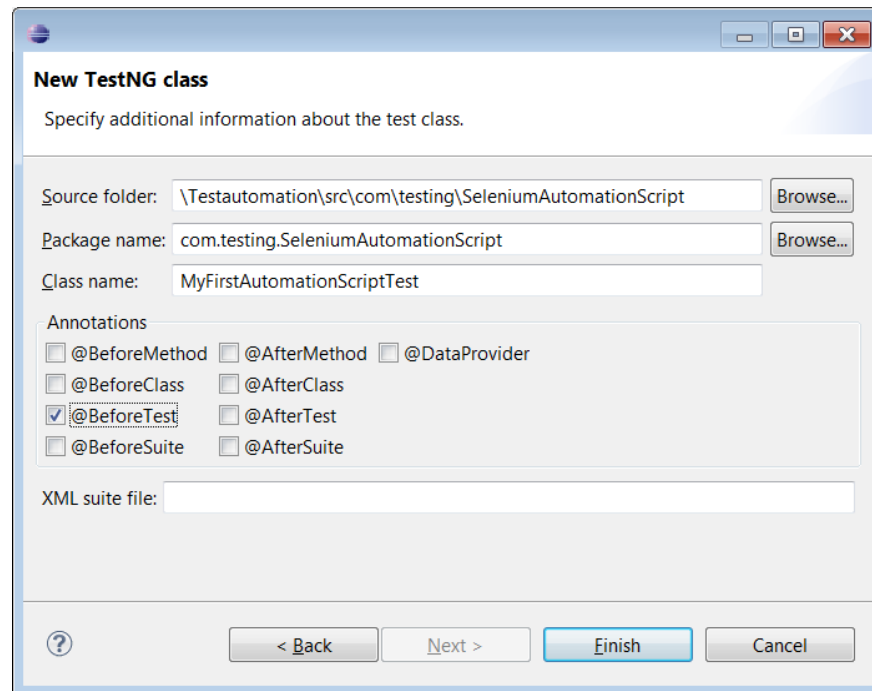 New TestNG class
Specify additional information about the test class.
Source folder: \Testautomation\src\com\testing\SeleniumAutomationScript Browse...
Package name: com.testing.SeleniumAutomationScript Browse...
Class name: MyFirstAutomationScriptTest
Annotations
@BeforeMethod @AfterMethod @DataProvider
@BeforeClass @AfterClass
@BeforeTest @AfterTest
@BeforeSuite @AfterSuite
XML suite file:
? < Back Next > Finish Cancel